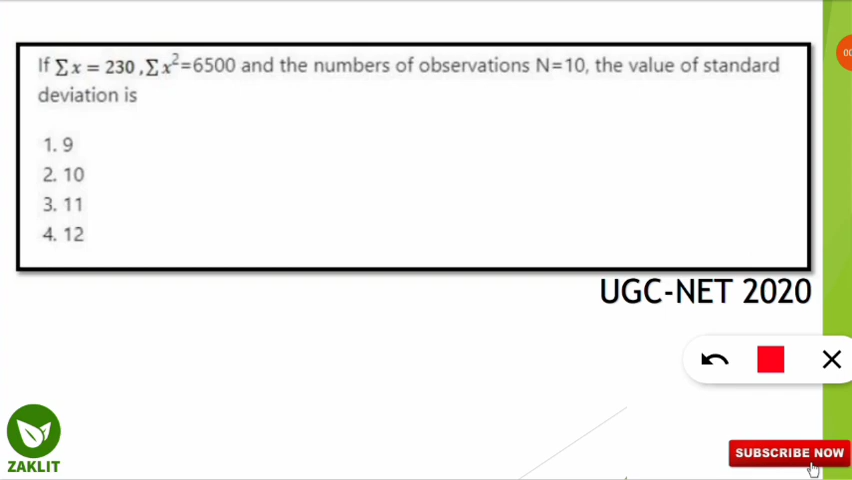 If ∑x = 230 ,∑x²=6500 and the numbers of observations N=10, the value of standard
deviation is
1. 9
2. 10
3. 11
4. 12
UGC-NET 2020
ZAKLIT
SUBSCRIBE NOW